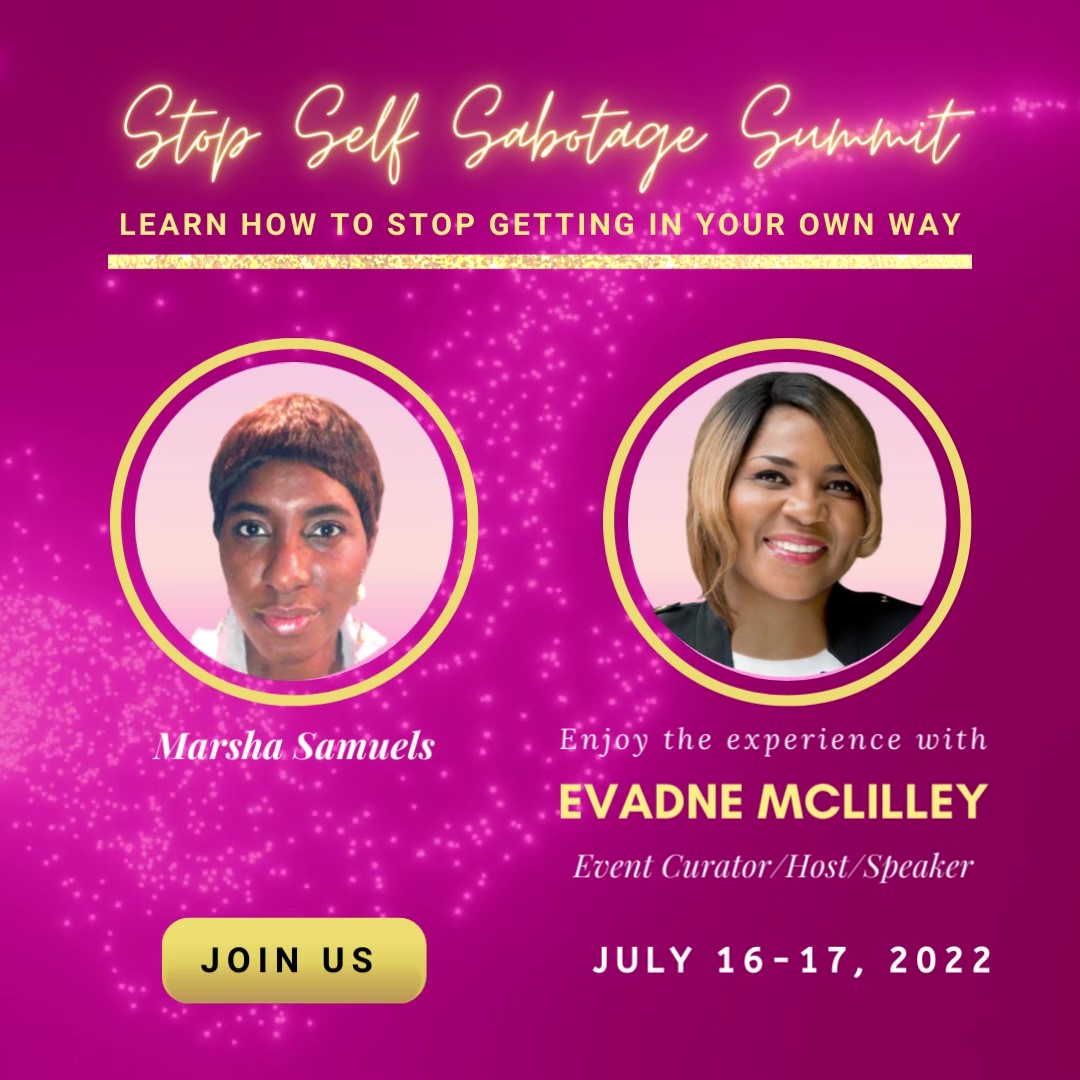 Stop Self Sabotage Summit
LEARN HOW TO STOP GETTING IN YOUR OWN WAY
Marsha Samuels
Enjoy the experience with
EVADNE MCLILLEY
Event Curator/Host/Speaker
JOIN US
JULY 16-17, 2022